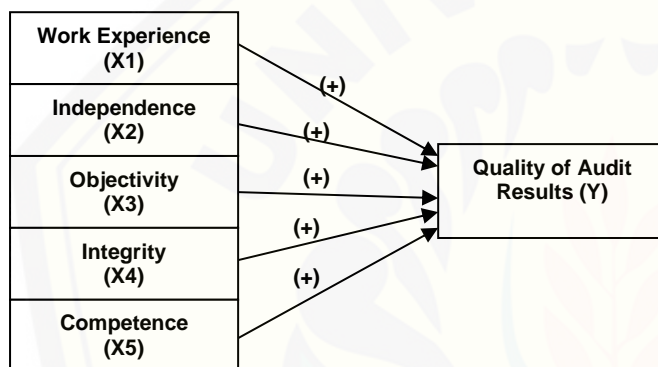 Work Experience
(X1)
Independence
(X2)
Objectivity
(X3)
Integrity
(X4)
Competence
(X5)
(+)
(+)
(+)
(+)
(+)
Quality of Audit
Results (Y)